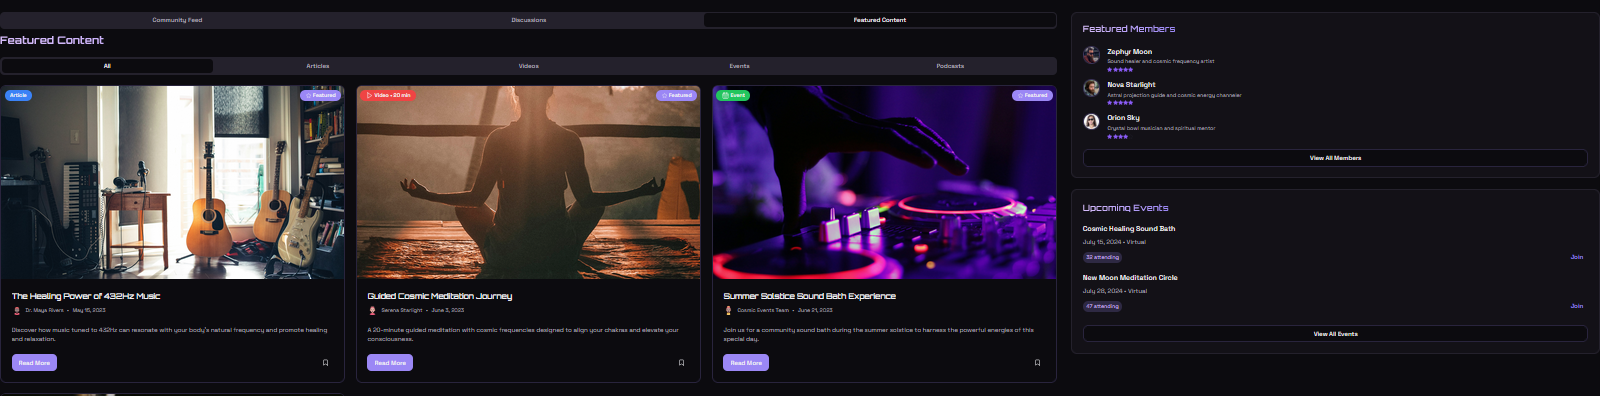 Community Feed
Discussions
Featured Content
Featured Content
All
Articles
Videos
Events
Podcasts
Article
Featured
The Healing Power of 432Hz Music
Dr. Maya Rivers • May 15, 2023
Discover how music tuned to 432Hz can resonate with your body's natural frequency and promote healing
and relaxation.
Read More
Video • 20 min
Featured
Guided Cosmic Meditation Journey
Serena Starlight • June 3, 2023
A 20-minute guided meditation with cosmic frequencies designed to align your chakras and elevate your
consciousness.
Read More
Event
Featured
Summer Solstice Sound Bath Experience
Cosmic Events Team • June 21, 2023
Join us for a community sound bath during the summer solstice to harness the powerful energies of this
special day.
Read More
Featured Members
Zephyr Moon
Sound healer and cosmic frequency artist
Nova Starlight
Astral projection guide and cosmic energy channeler
Orion Sky
Crystal bowl musician and spiritual mentor
View All Members
Upcoming Events
Cosmic Healing Sound Bath
July 15, 2024 • Virtual
32 attending
Join
New Moon Meditation Circle
July 28, 2024 • Virtual
47 attending
Join
View All Events